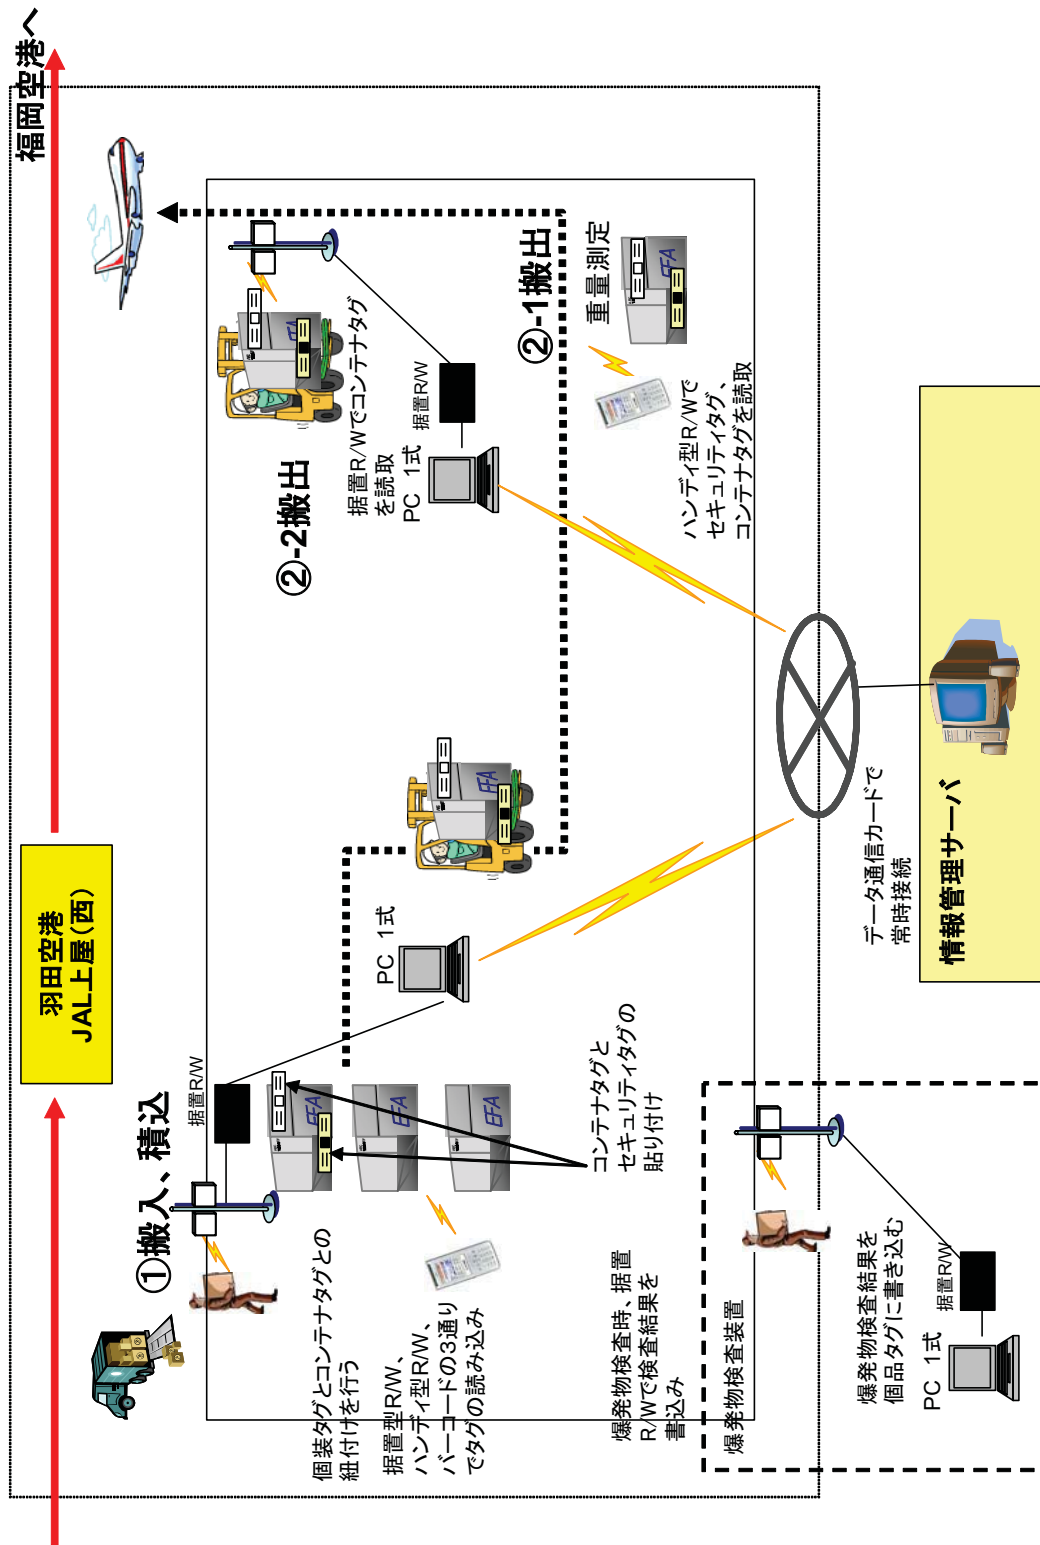 羽田空港
JAL上屋(西)
福岡空港へ
①搬入、積込
据置R/W
個装タグとコンテナタグとの
紐付けを行う
据置型R/W、
ハンディ型R/W、
バーコードの3通り
でタグの読み込み
EFA
EFA
EFA
コンテナタグと
セキュリティタグの
貼り付け
PC 1式
EFA
②-2搬出
据置R/Wでコンテナタグ
を読取
PC 1式
据置R/W
②-1搬出
重量測定
EFA
ハンディ型R/Wで
セキュリティタグ、
コンテナタグを読取
爆発物検査時、据置
R/Wで検査結果を
書込み
爆発物検査装置
爆発物検査結果を
個品タグに書き込む
PC 1式
据置R/W
データ通信カードで
常時接続
情報管理サーバ